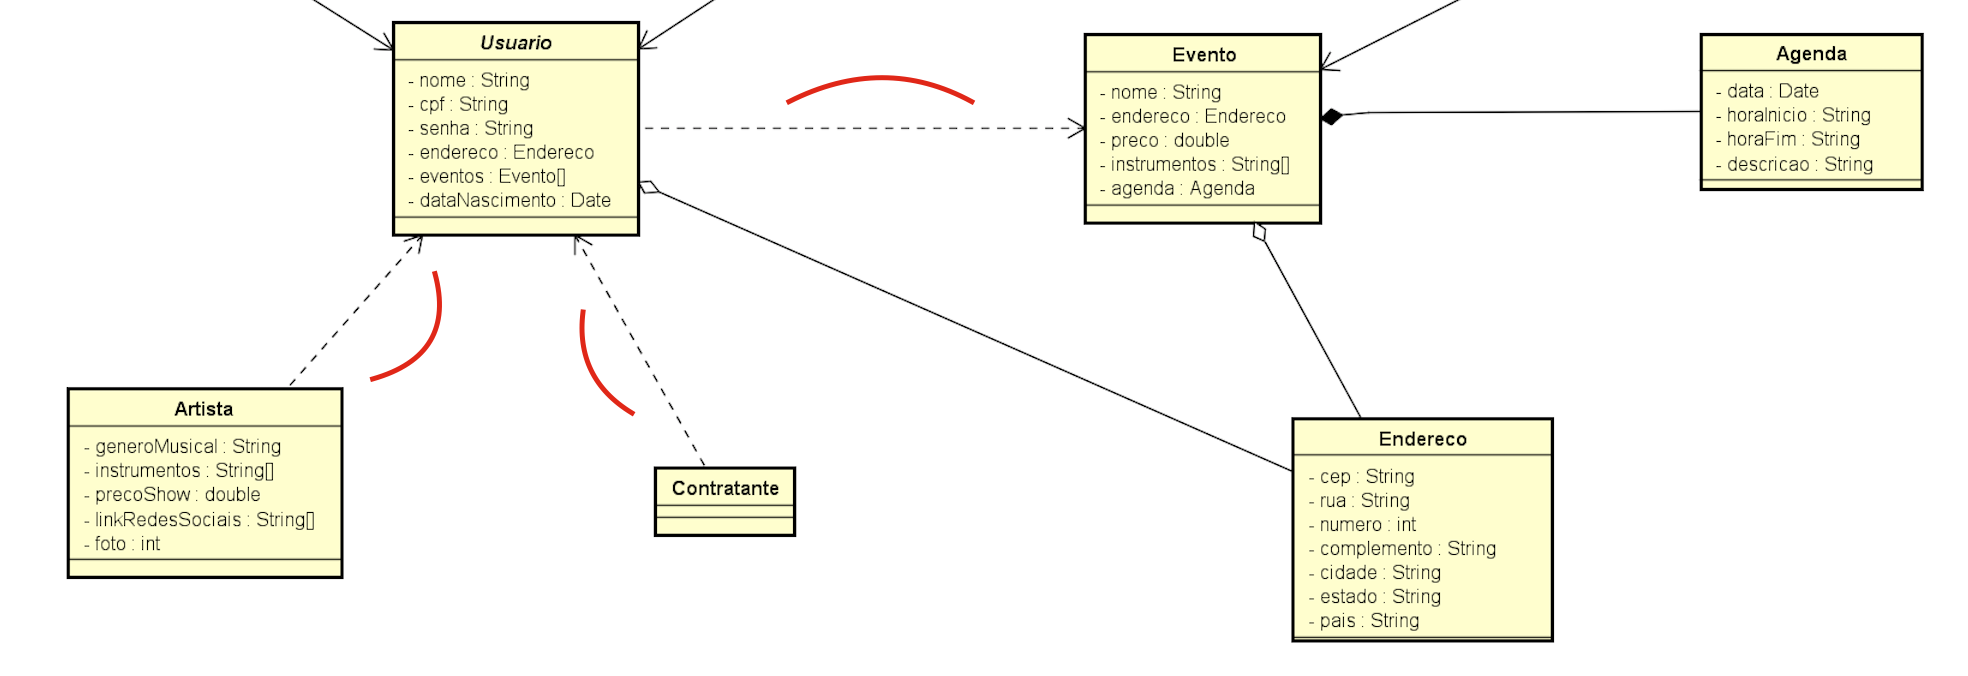 Usuario
- nome : String
- cpf : String
- senha : String
- endereco : Endereco
- eventos : Evento[]
- dataNascimento : Date
Evento
- nome : String
- endereco : Endereco
- preco : double
- instrumentos : String[]
- agenda : Agenda
Agenda
- data : Date
- horaInicio : String
- horaFim : String
- descricao : String
Artista
- generoMusical : String
- instrumentos : String[]
- precoShow : double
- linkRedesSociais : String[]
- foto : int
Contratante
Endereco
- cep : String
- rua : String
- numero : int
- complemento : String
- cidade : String
- estado : String
- pais : String